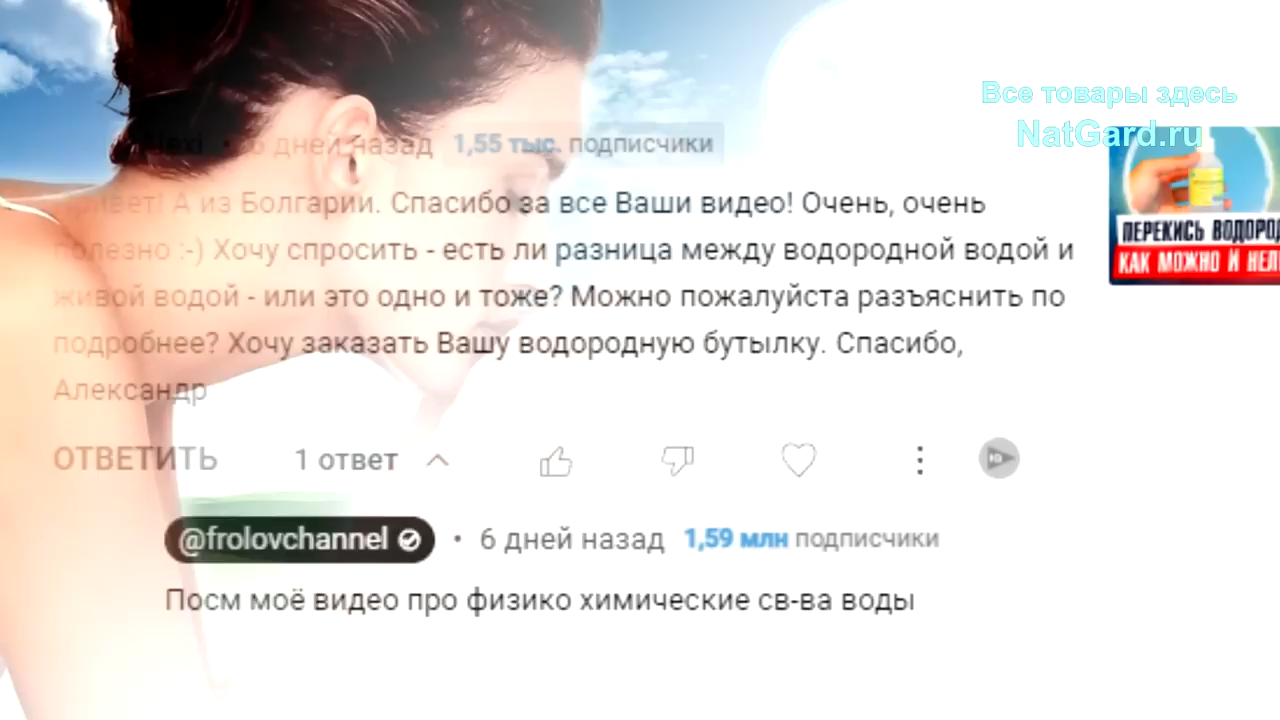 Все товары здесь
NatGard.ru
6 дней назад 1,55 тыс. подписчики
Привет! А из Болгарии. Спасибо за все Ваши видео! Очень, очень
полезно :-) Хочу спросить - есть ли разница между водородной водой и
живой водой - или это одно и тоже? Можно пожалуйста разъяснить по
подробнее? Хочу заказать Вашу водородную бутылку. Спасибо,
Александр
ОТВЕТИТЬ 1 ответ
@frolovchannel • 6 дней назад 1,59 млн подписчики
Посм моё видео про физико химические св-ва воды
ПЕРЕКИСЬ
КАК МОЖНО И